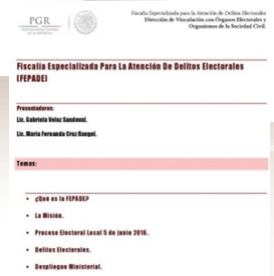 PGR
Fiscalía Especializada para la Atención de Delitos Electorales
Dirección de Vinculación con Órganos Electorales y
Organismos de la Sociedad Civil.
Fiscalía Especializada Para La Atención De Delitos Electorales
(FEPADE)
Presentadores:
Lic. Gabriela Veloz Sandoval.
Lic. María Fernanda Cruz Rangel.
Temas:
• ¿Qué es la FEPADE?
• La Misión.
• Proceso Electoral Local 5 de junio 2016.
• Delitos Electorales.
• Despliegue Ministerial.